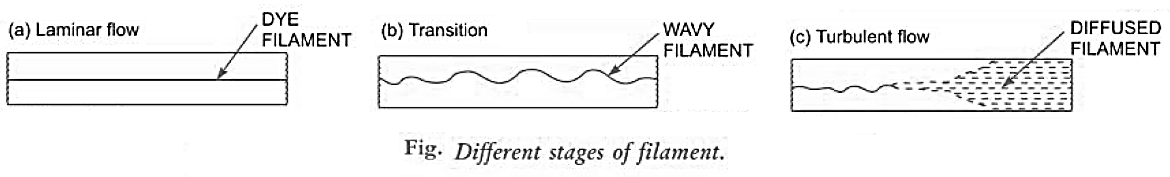 (a) Laminar flow
DYE
FILAMENT
(b) Transition
WAVY
FILAMENT
(c) Turbulent flow
DIFFUSED
FILAMENT
Fig. Different stages of filament.